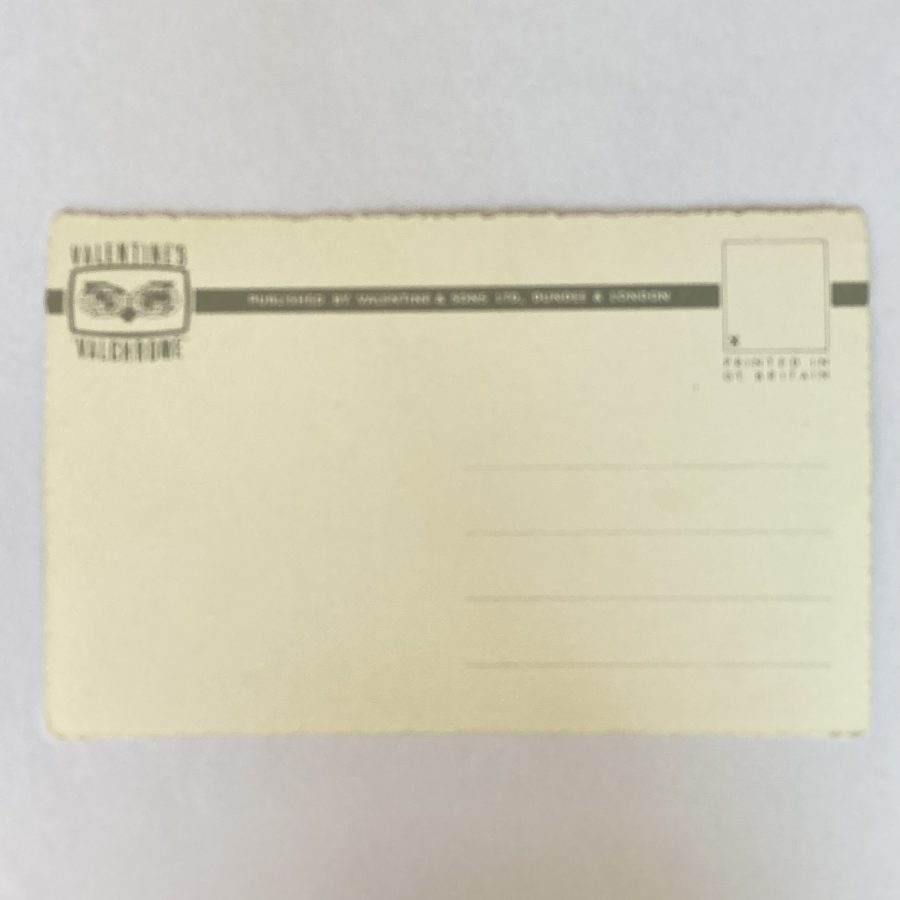 VALENTINE'S
PUBLISHED BY VALENTINE & SONS LTD., DUNDEE & LONDON
VALCHROME
PRINTED IN
GT. BRITAIN